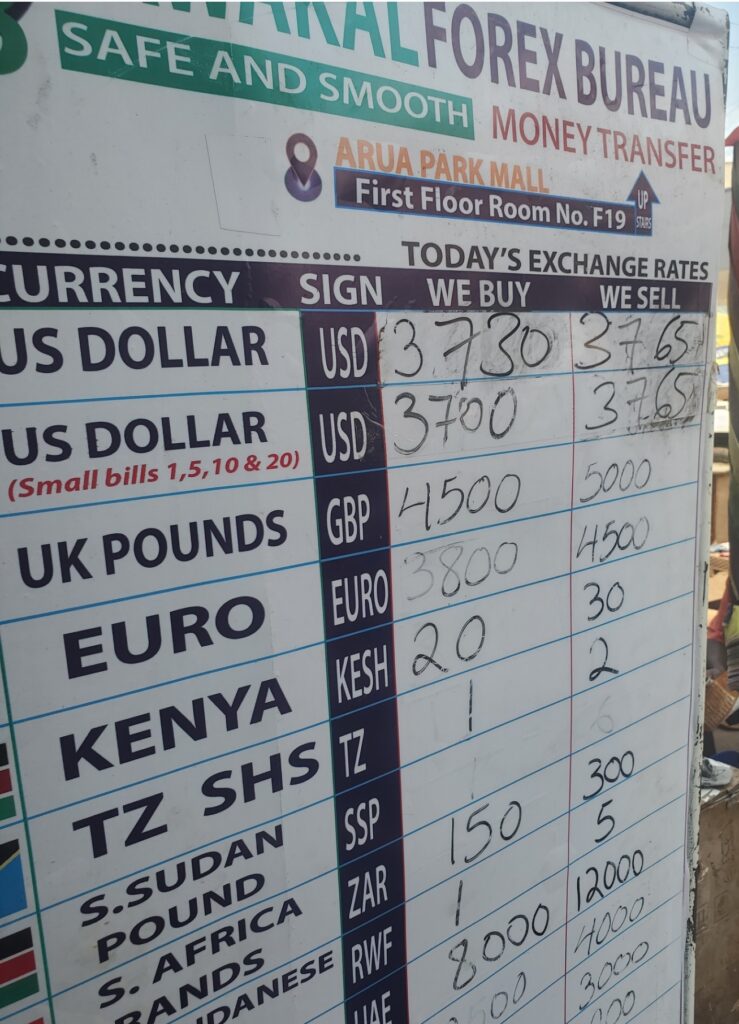 FOREX BUREAU
SAFE AND SMOOTH
MONEY TRANSFER
ARUA PARK MALL
First Floor Room No. F19
UP STAIRS
TODAY'S EXCHANGE RATES
CURRENCY SIGN WE BUY WE SELL
US DOLLAR USD 3730 3765
US DOLLAR USD 3700 3765
(Small bills 1,5,10 & 20)
UK POUNDS GBP 4500 5000
EURO EURO 3800 4500
KENYA KESH 20 30
TZ SHS TZ 1 2
S.SUDAN SSP 6
POUND
S. AFRICA ZAR 150 300
RANDS
RWF 1 5
UAE 8000 12000
4000
3000